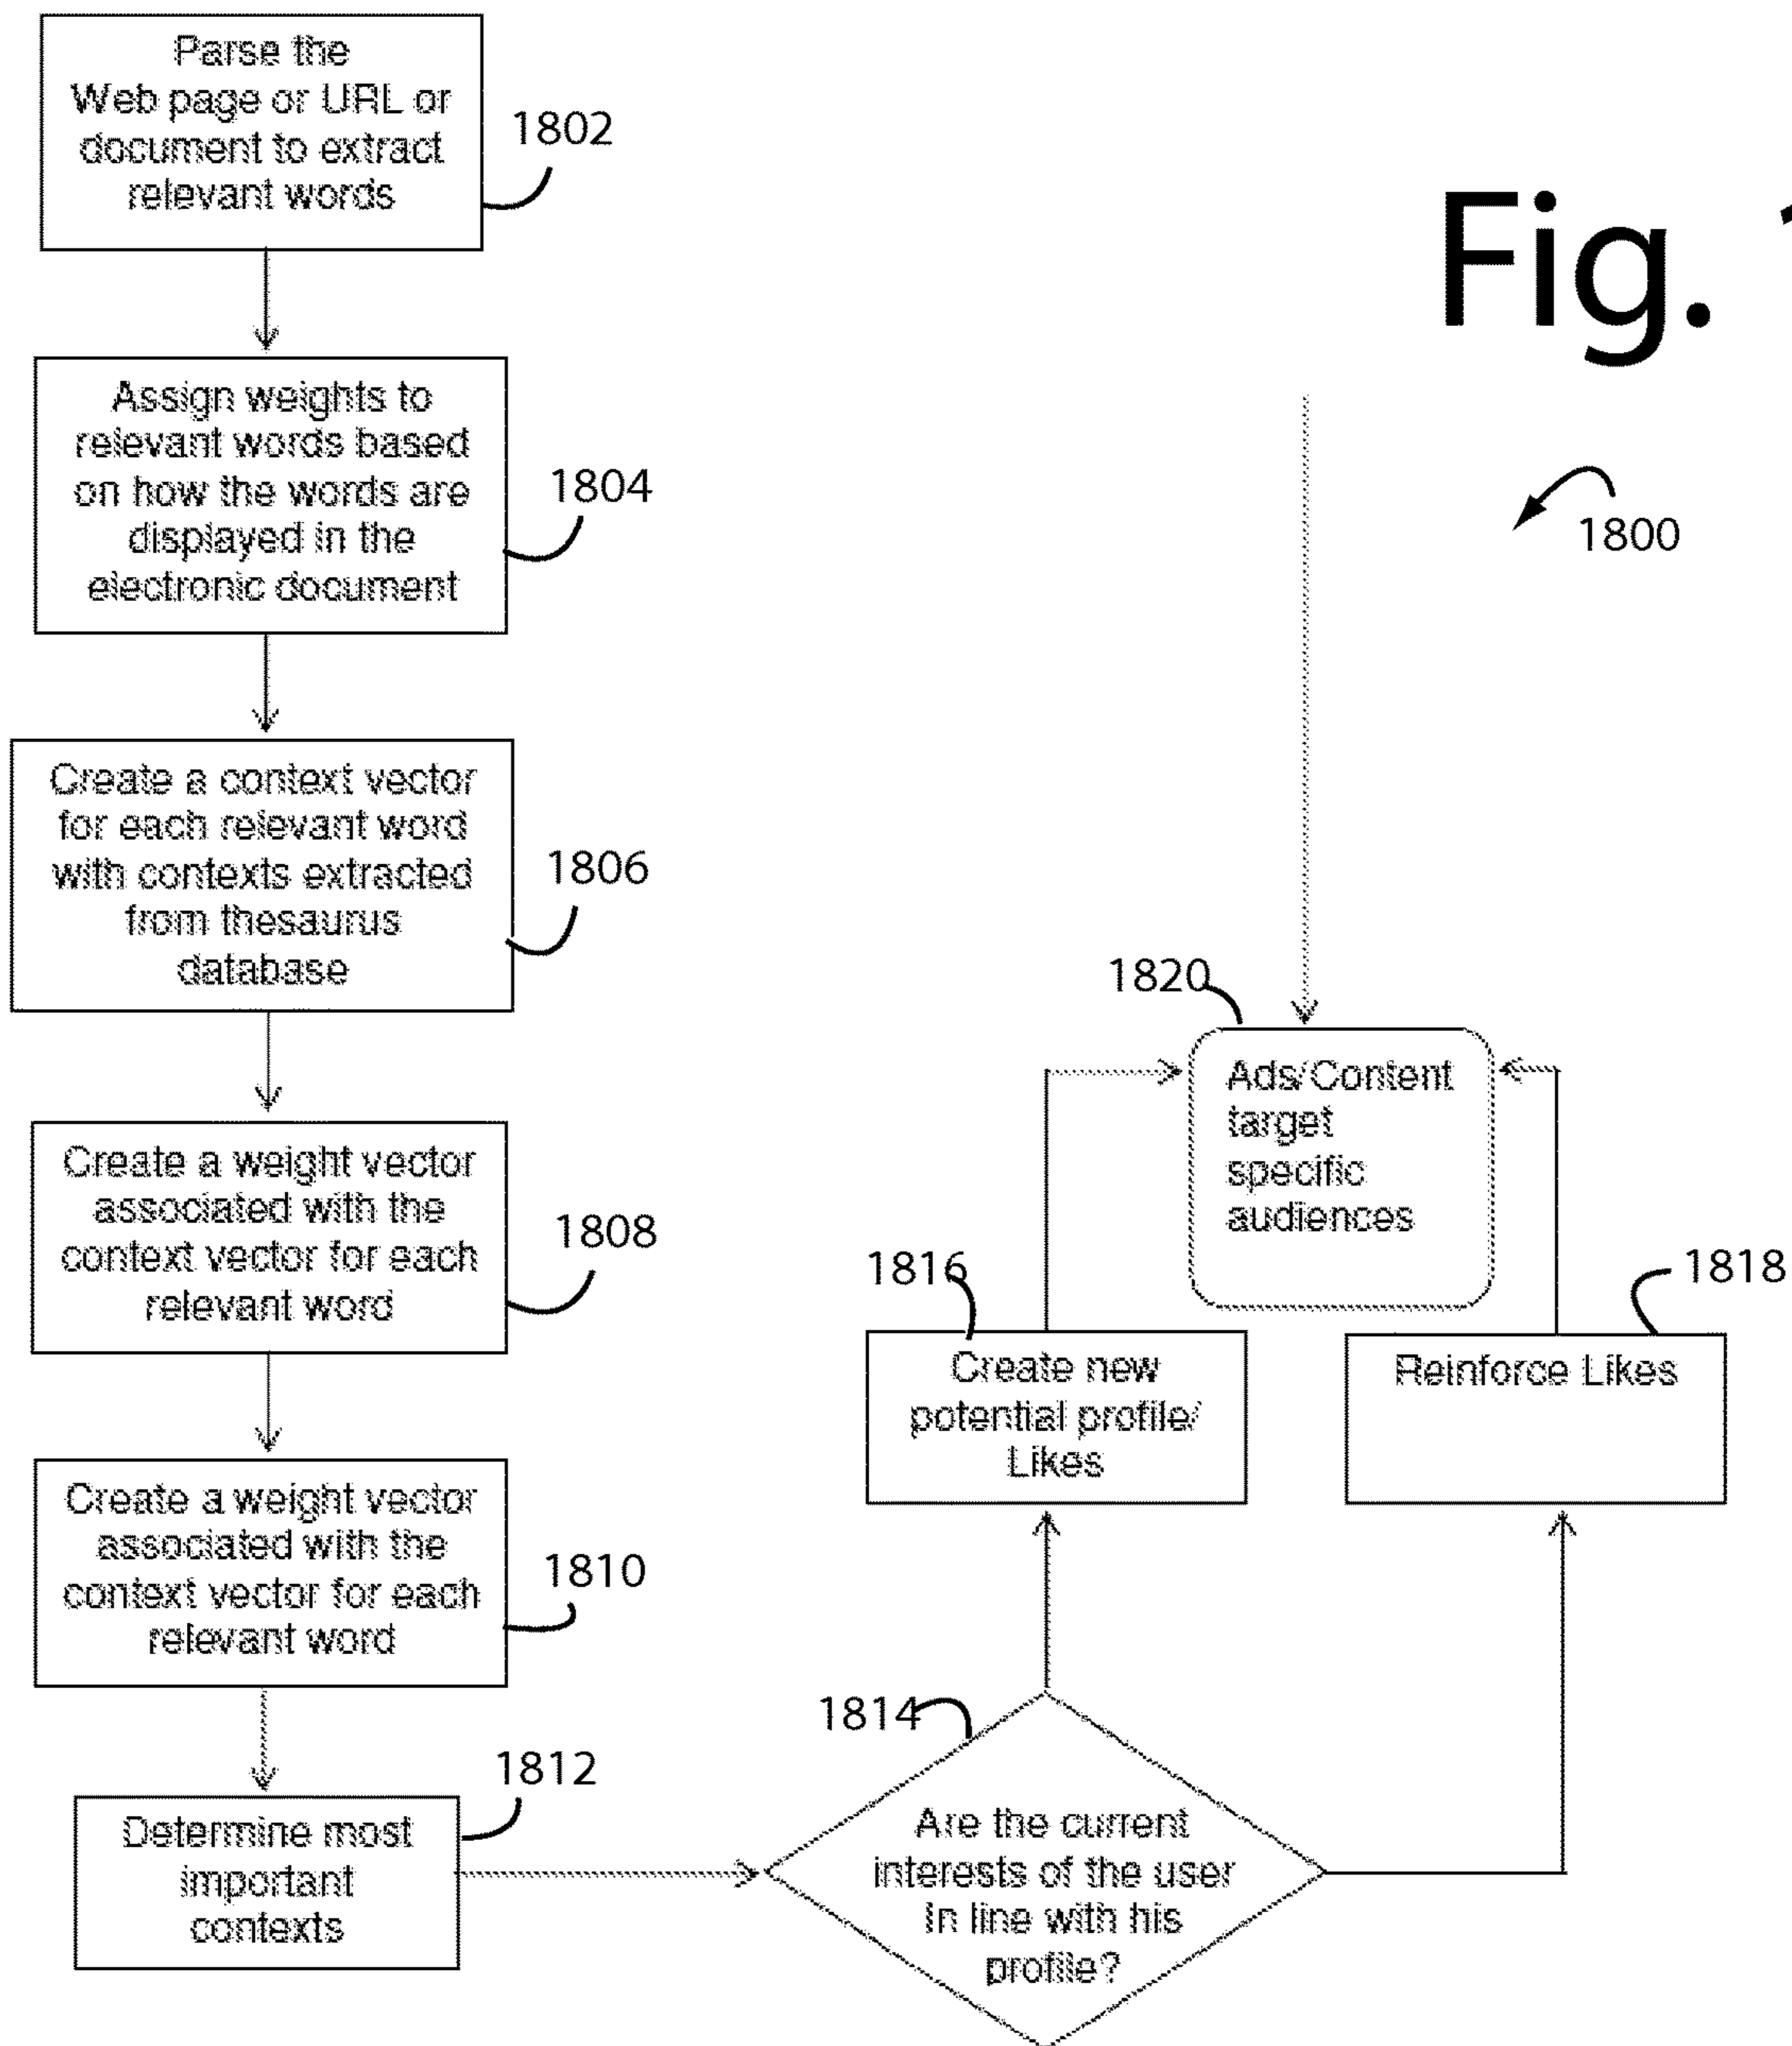 Parse the
Web page or URL or
document to extract
relevant words
1802
Fig.
Assign weights to
relevant words based
on how the words are
displayed in the
electronic document
1804
1800
Create a context vector
for each relevant word
with contexts extracted
from thesaurus
database
1806
Create a weight vector
associated with the
context vector for each
relevant word
1808
Create a weight vector
associated with the
context vector for each
relevant word
1810
Determine most
important
contexts
1812
1820
Ads/Content
target
specific
audiences
1816
Create new
potential profile/
Likes
1818
Reinforce Likes
1814
Are the current
interests of the user
In line with his
profile?